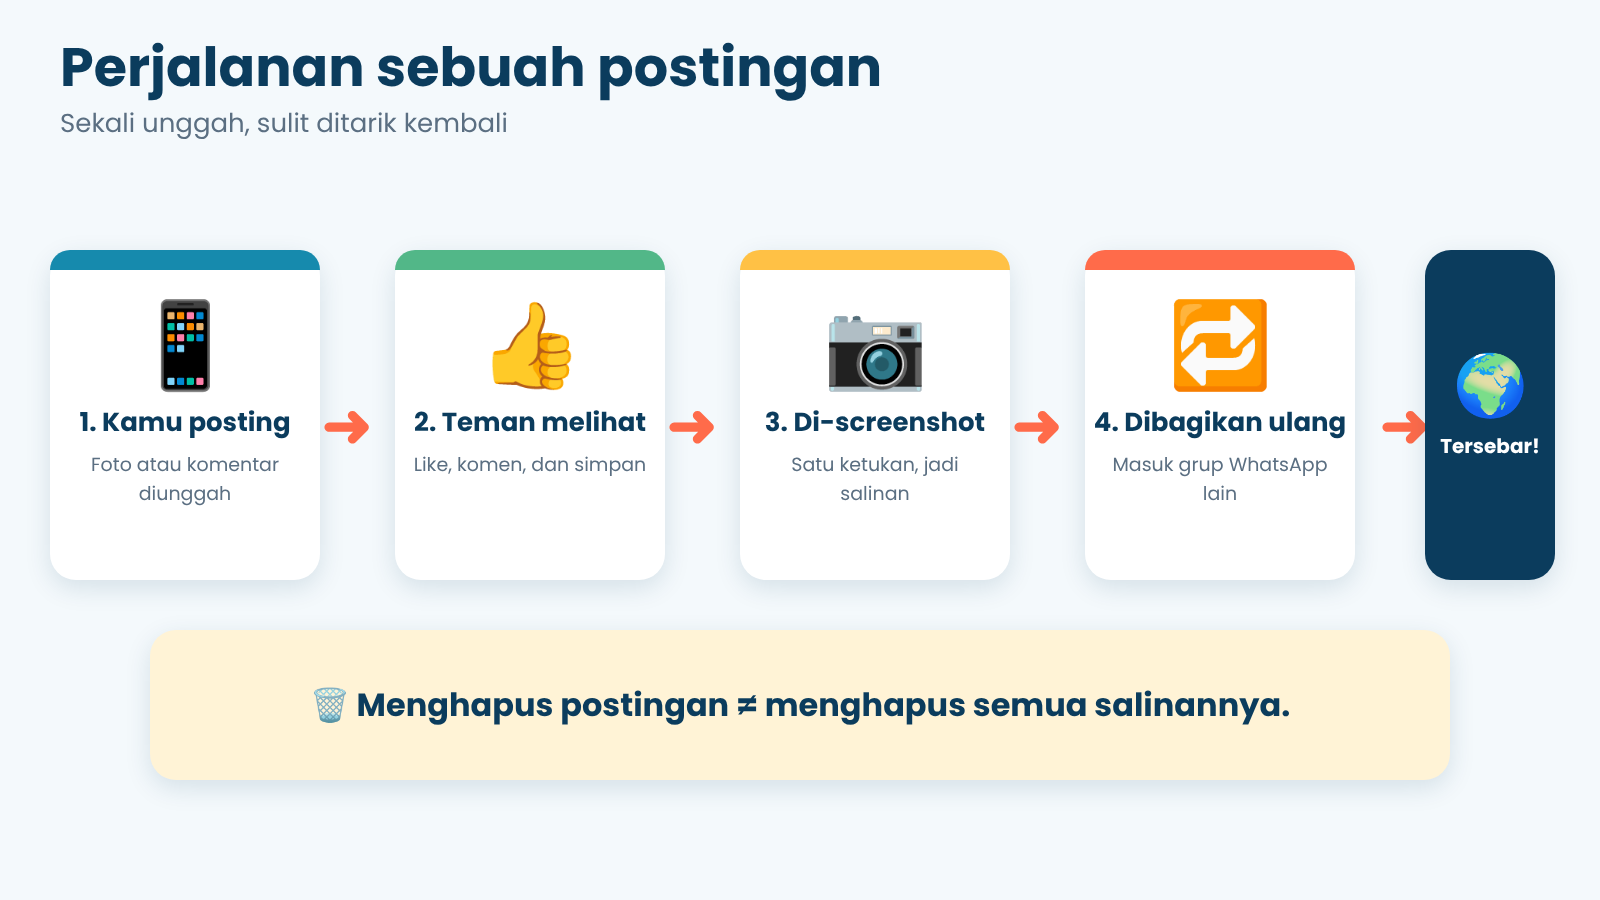 Perjalanan sebuah postingan
Sekali unggah, sulit ditarik kembali
1. Kamu posting
Foto atau komentar
diunggah
2. Teman melihat
Like, komen, dan simpan
3. Di-screenshot
Satu ketukan, jadi
salinan
4. Dibagikan ulang
Masuk grup WhatsApp
lain
Tersebar!
Menghapus postingan ≠ menghapus semua salinannya.